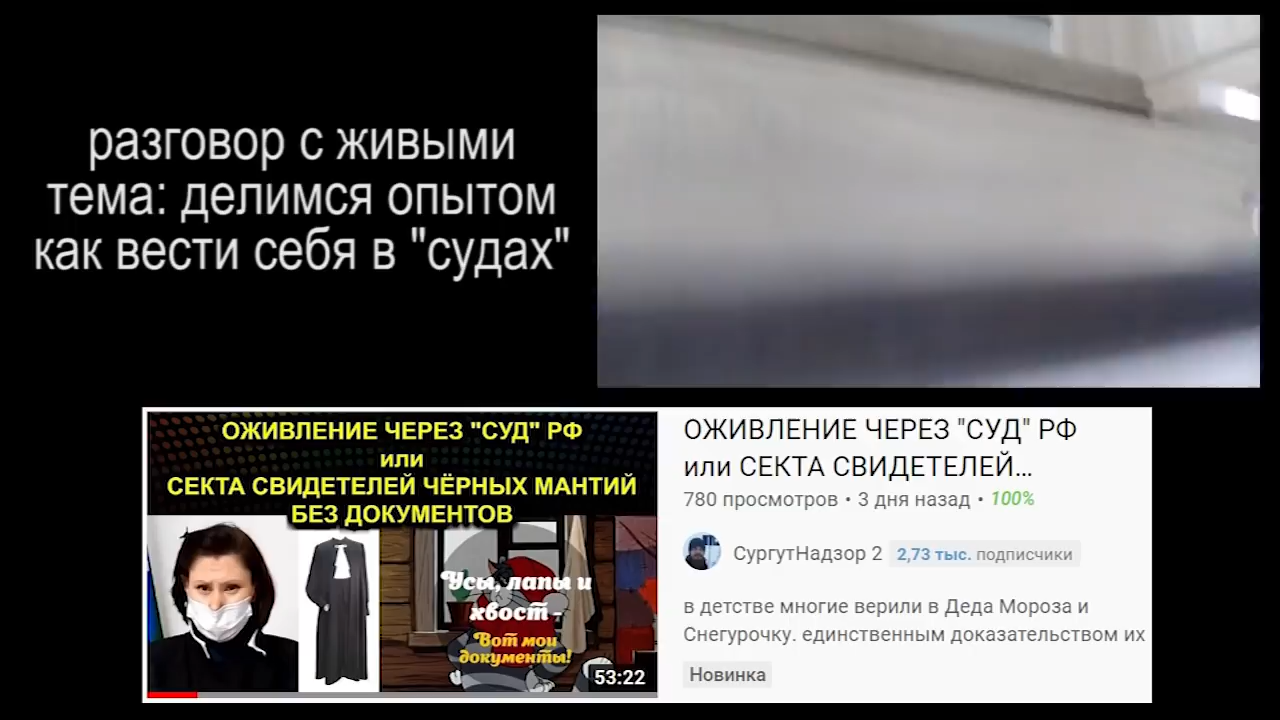 разговор с живыми
тема: делимся опытом
как вести себя в "судах"
ОЖИВЛЕНИЕ ЧЕРЕЗ "СУД" РФ
или
СЕКТА СВИДЕТЕЛЕЙ ЧЁРНЫХ МАНТИЙ
БЕЗ ДОКУМЕНТОВ
Усы, лапы и
хвост -
Вот мои
документы!
53:22
ОЖИВЛЕНИЕ ЧЕРЕЗ "СУД" РФ
или СЕКТА СВИДЕТЕЛЕЙ...
780 просмотров • 3 дня назад • 100%
СургутНадзор 2 2,73 тыс. подписчики
в детстве многие верили в Деда Мороза и
Снегурочку. единственным доказательством их
Новинка